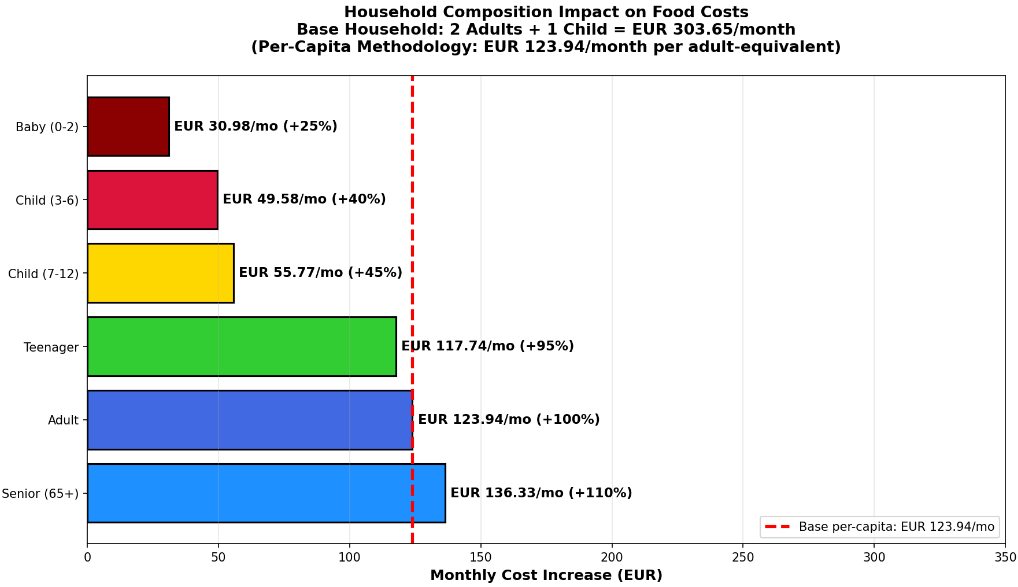 Household Composition Impact on Food Costs
Base Household: 2 Adults + 1 Child = EUR 303.65/month
(Per-Capita Methodology: EUR 123.94/month per adult-equivalent)
Baby (0-2)
EUR 30.98/mo (+25%)
Child (3-6)
EUR 49.58/mo (+40%)
Child (7-12)
EUR 55.77/mo (+45%)
Teenager
EUR 117.74/mo (+95%)
Adult
EUR 123.94/mo (+100%)
Senior (65+)
EUR 136.33/mo (+110%)
Base per-capita: EUR 123.94/mo
0 50 100 150 200 250 300 350
Monthly Cost Increase (EUR)